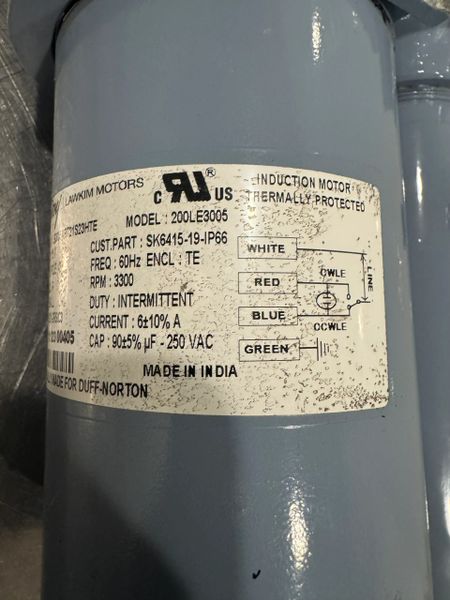 LAWKIM MOTORS
c RU® US
INDUCTION MOTOR
THERMALLY PROTECTED
MODEL : 200LE3005
CUST.PART : SK6415-19-IP66
FREQ : 60Hz ENCL : TE
RPM : 3300
DUTY : INTERMITTENT
CURRENT : 6±10% A
CAP : 90±5% µF - 250 VAC
MADE IN INDIA
MADE FOR DUFF-NORTON
WHITE
RED
BLUE
GREEN
CWLE
CCWLE
LINE